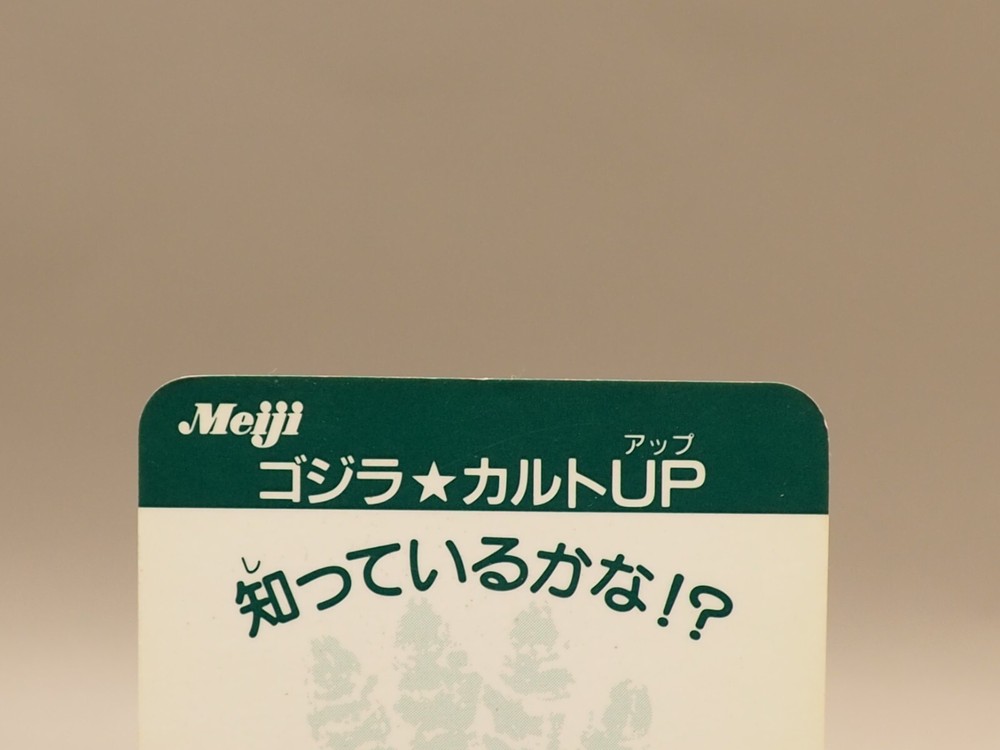 Meiji
アップ
ゴジラ★カルトUP
し
知っているかな!?